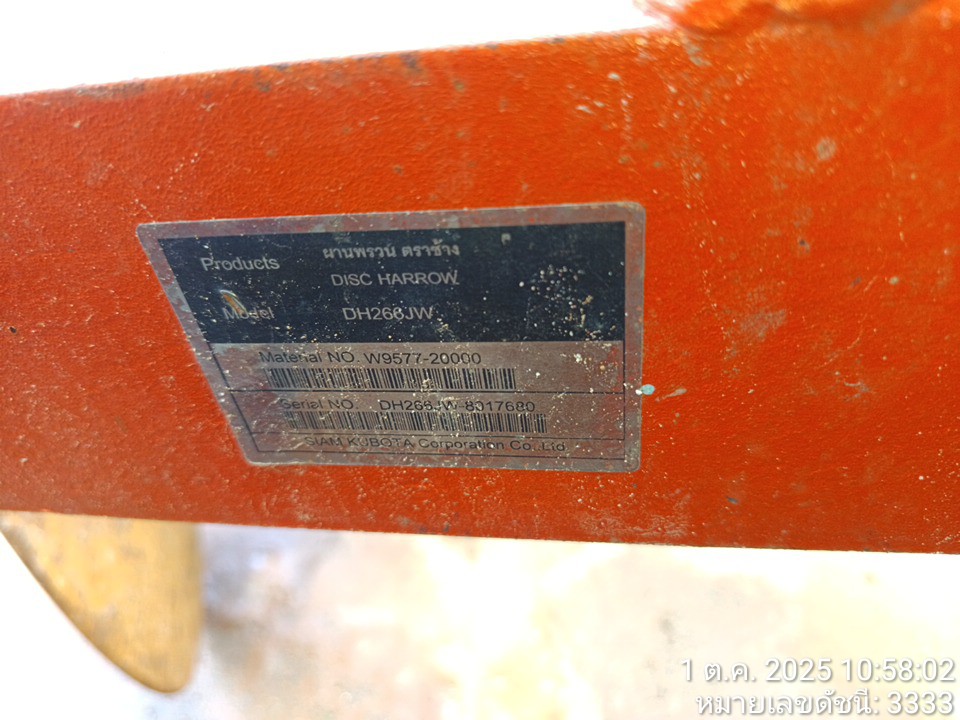 Products ผานพรวน ตราช้าง
DISC HARROW
Model DH266JW
Material NO. W9577-20000
Serial NO. DH266JW-8017680
SIAM KUBOTA Corporation Co.,Ltd
1 ต.ค. 2025 10:58:02
หมายเลขดัชนี: 3333